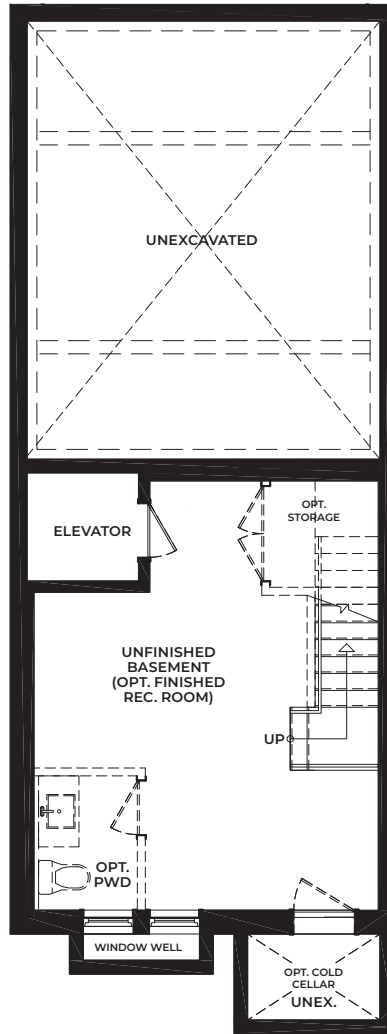 UNEXCAVATED
OPT.
STORAGE
ELEVATOR
UNFINISHED
BASEMENT
(OPT. FINISHED
REC. ROOM)
UP
OPT.
PWD
WINDOW WELL
OPT. COLD
CELLAR
UNEX.